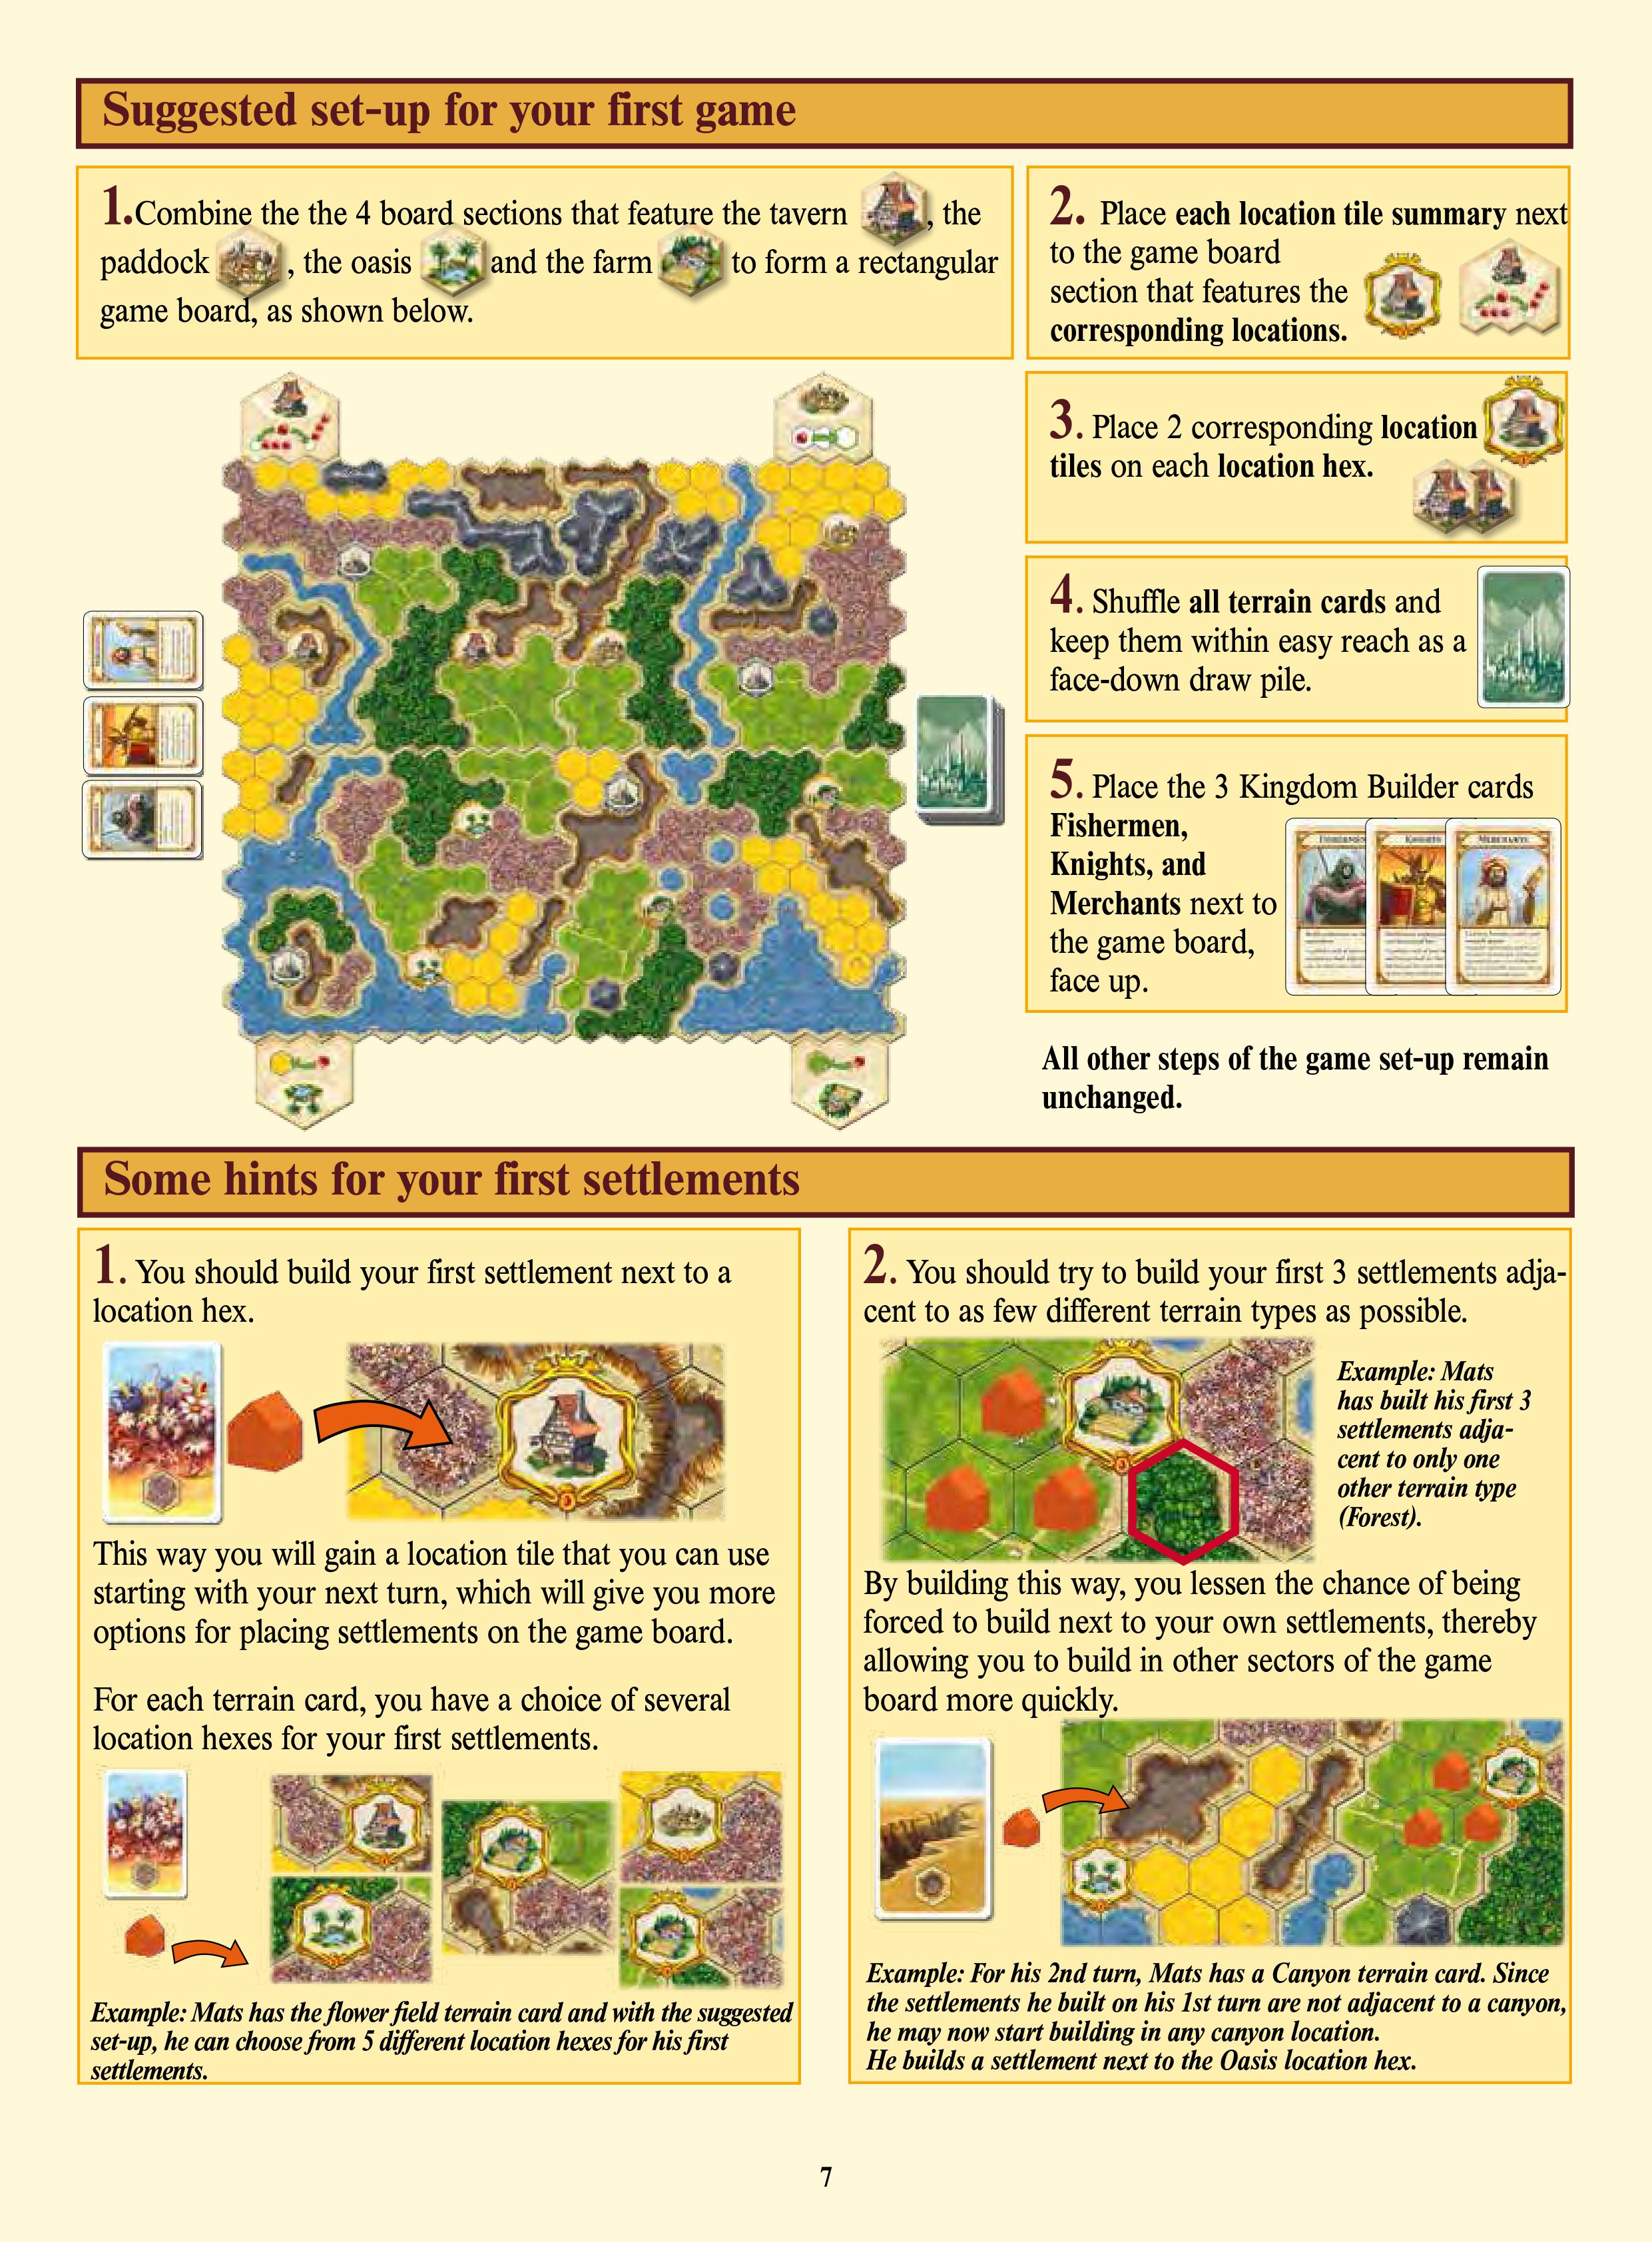 Suggested set-up for your first game
1.Combine the the 4 board sections that feature the tavern , the
paddock , the oasis and the farm to form a rectangular
game board, as shown below.
2. Place each location tile summary next
to the game board
section that features the
corresponding locations.
3. Place 2 corresponding location
tiles on each location hex.
4. Shuffle all terrain cards and
keep them within easy reach as a
face-down draw pile.
5. Place the 3 Kingdom Builder cards
Fishermen,
Knights, and
Merchants next to
the game board,
face up.
Knights
Merchants
All other steps of the game set-up remain
unchanged.
Some hints for your first settlements
1. You should build your first settlement next to a
location hex.
This way you will gain a location tile that you can use
starting with your next turn, which will give you more
options for placing settlements on the game board.
For each terrain card, you have a choice of several
location hexes for your first settlements.
Example: Mats has the flower field terrain card and with the suggested
set-up, he can choose from 5 different location hexes for his first
settlements.
2. You should try to build your first 3 settlements adja-
cent to as few different terrain types as possible.
Example: Mats
has built his first 3
settlements adja-
cent to only one
other terrain type
(Forest).
By building this way, you lessen the chance of being
forced to build next to your own settlements, thereby
allowing you to build in other sectors of the game
board more quickly.
Example: For his 2nd turn, Mats has a Canyon terrain card. Since
the settlements he built on his 1st turn are not adjacent to a canyon,
he may now start building in any canyon location.
He builds a settlement next to the Oasis location hex.
7